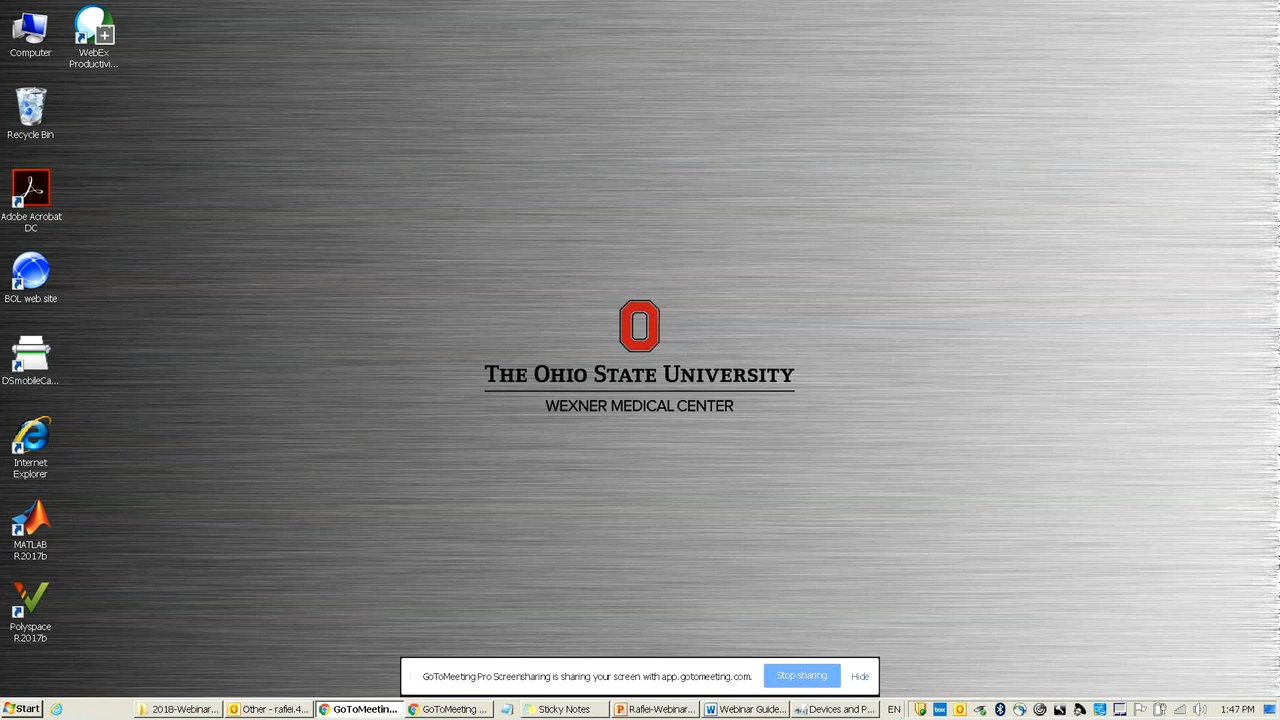 Computer
WebEx
Productivi...
Recycle Bin
Adobe Acrobat
DC
BOL web site
DSmobileCa...
Internet
Explorer
MATLAB
R2017b
Polyspace
R2017b
O
THE OHIO STATE UNIVERSITY
WEXNER MEDICAL CENTER
GoToMeeting Pro Screensharing is sharing your screen with app.gotomeeting.com.
Stop sharing
Hide
Start
2018-Webinar...
Other - rafiei.4...
GoToMeetin...
GoToMeeting ...
Sticky Notes
Rafiei-Webinar...
Webinar Guide...
Devices and P...
EN
1:47 PM